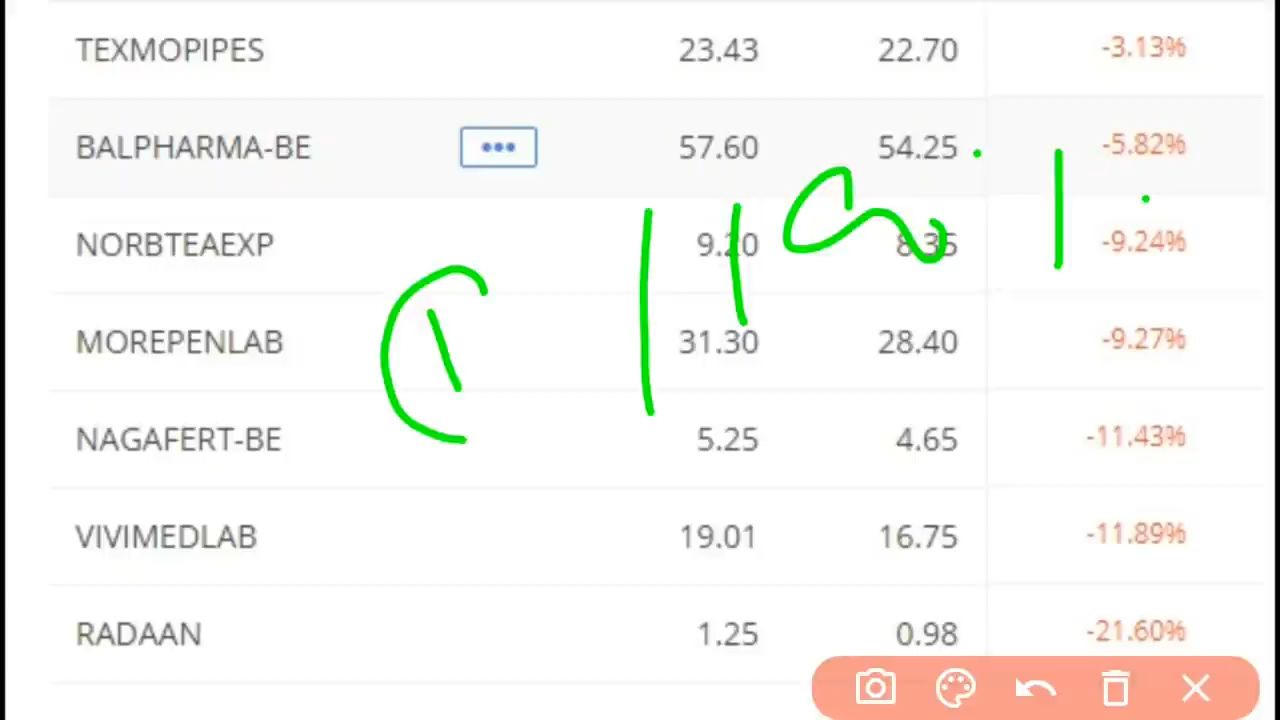 TEXMOPIPES 23.43 22.70 -3.13%
BALPHARMA-BE ••• 57.60 54.25 -5.82%
NORBTEAEXP 9.20 8.35 -9.24%
MOREPENLAB 31.30 28.40 -9.27%
NAGAFERT-BE 5.25 4.65 -11.43%
VIVIMEDLAB 19.01 16.75 -11.89%
RADAAN 1.25 0.98 -21.60%